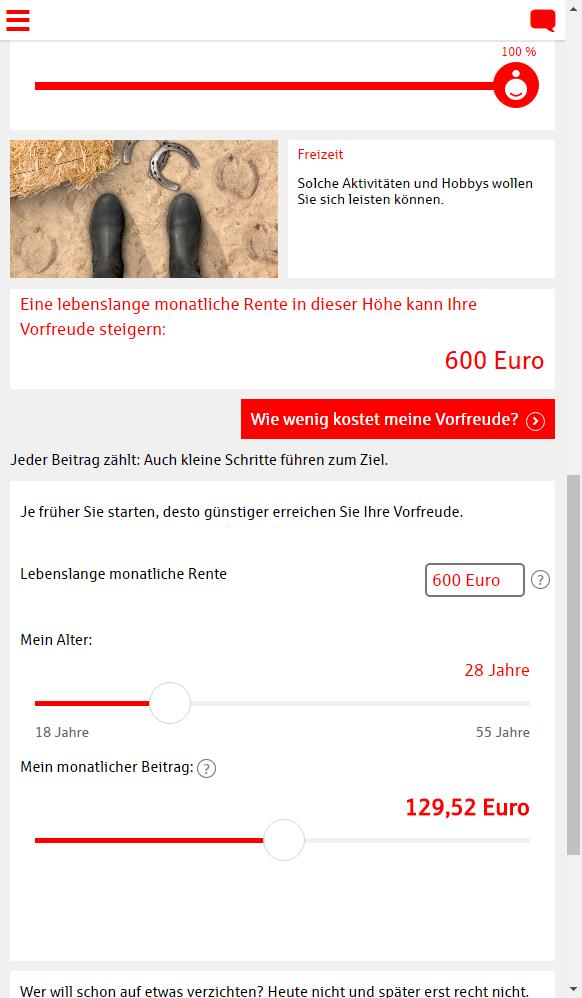 100 %
Freizeit
Solche Aktivitäten und Hobbys wollen
Sie sich leisten können.
Eine lebenslange monatliche Rente in dieser Höhe kann Ihre
Vorfreude steigern:
600 Euro
Wie wenig kostet meine Vorfreude?
Jeder Beitrag zählt: Auch kleine Schritte führen zum Ziel.
Je früher Sie starten, desto günstiger erreichen Sie Ihre Vorfreude.
Lebenslange monatliche Rente
600 Euro ?
Mein Alter:
28 Jahre
18 Jahre 55 Jahre
Mein monatlicher Beitrag: ?
129,52 Euro
Wer will schon auf etwas verzichten? Heute nicht und später erst recht nicht.